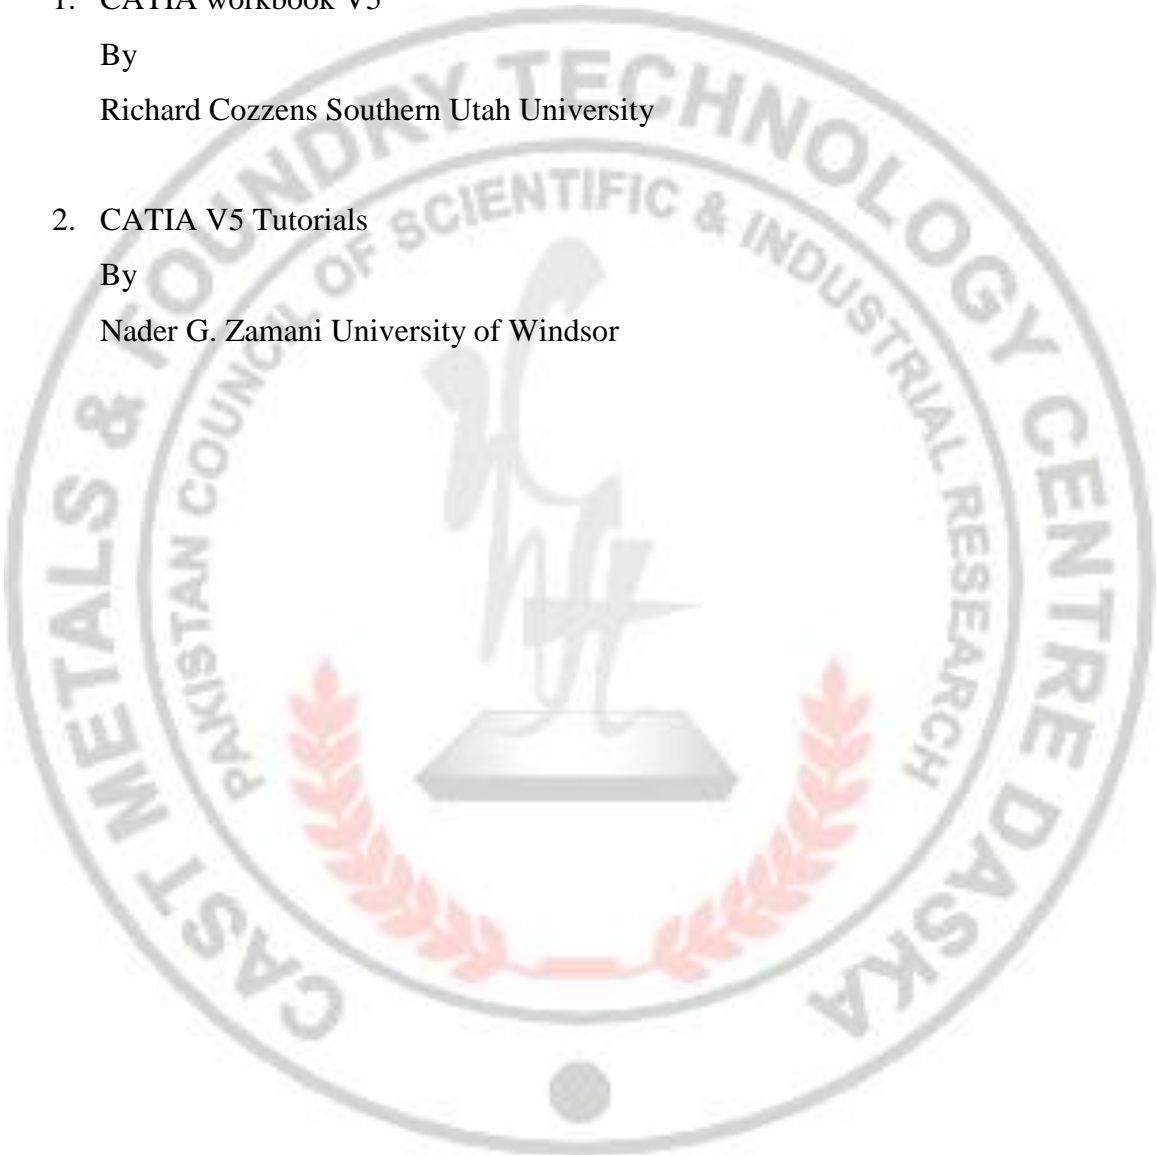 1. CATIA workbook V5
By
Richard Cozzens Southern Utah University
2. CATIA V5 Tutorials
By
Nader G. Zamani University of Windsor
CAST METALS & FOUNDRY TECHNOLOGY CENTRE DASKA
PAKISTAN COUNCIL OF SCIENTIFIC & INDUSTRIAL RESEARCH